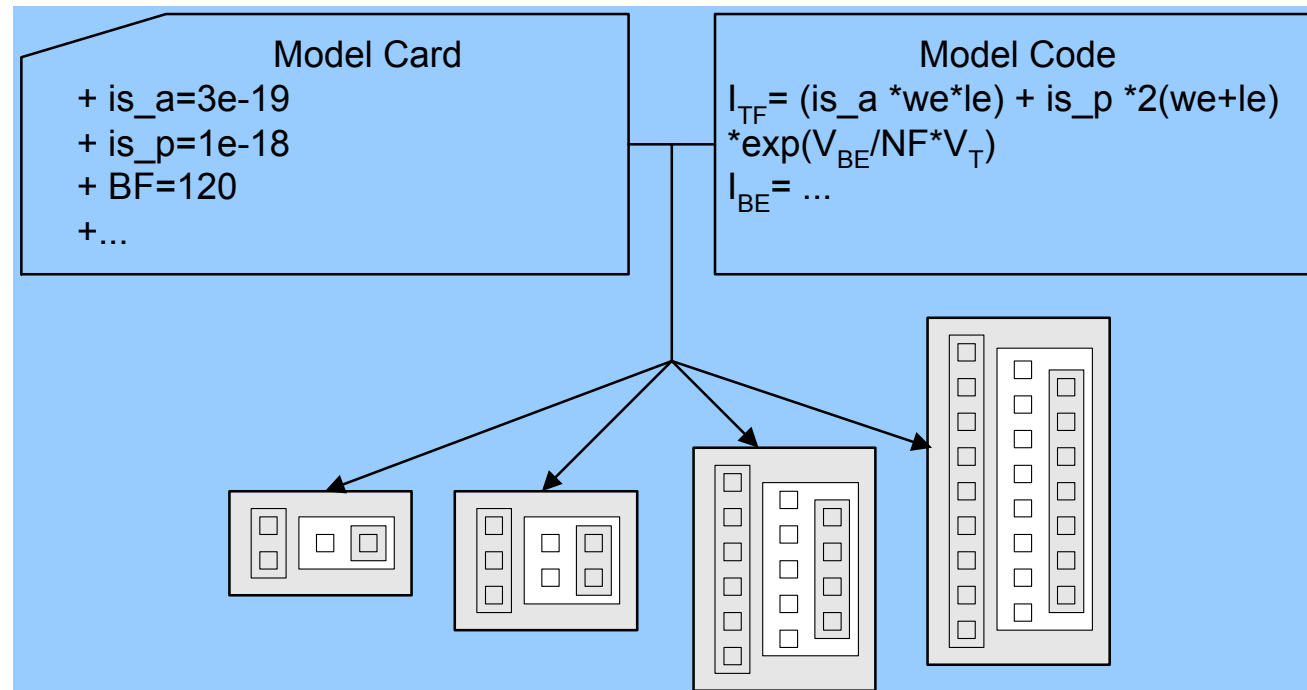 Model Card
+ is_a=3e-19
+ is_p=1e-18
+ BF=120
+...
Model Code
I_TF= (is_a *we*le) + is_p *2(we+le)
*exp(V_BE/NF*V_T)
I_BE= ...